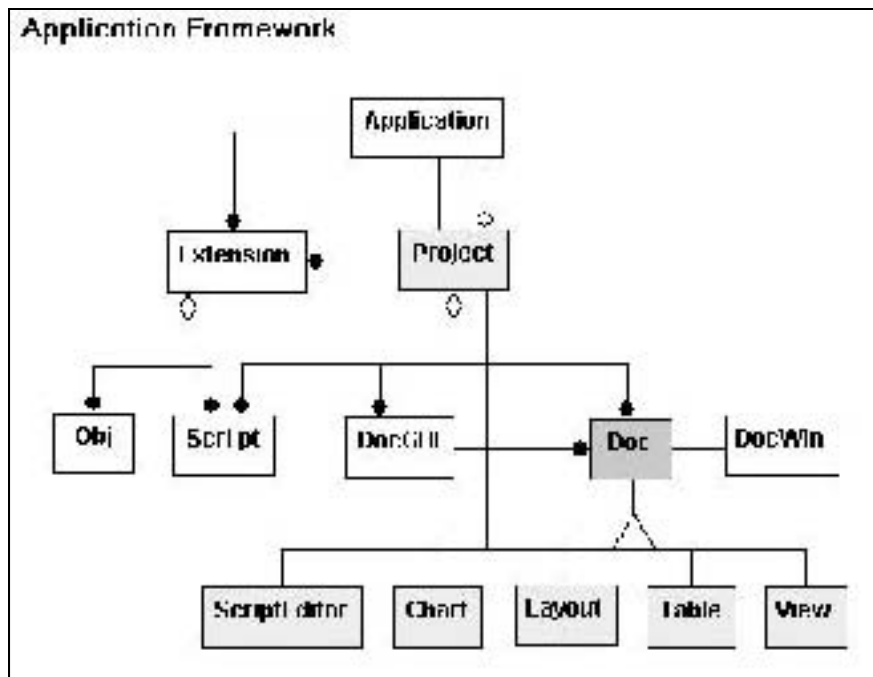 Application Framework
Application
Extension
Project
Obj
Script
DocGUI
Doc
DocWin
ScriptEditor
Chart
Layout
Table
View